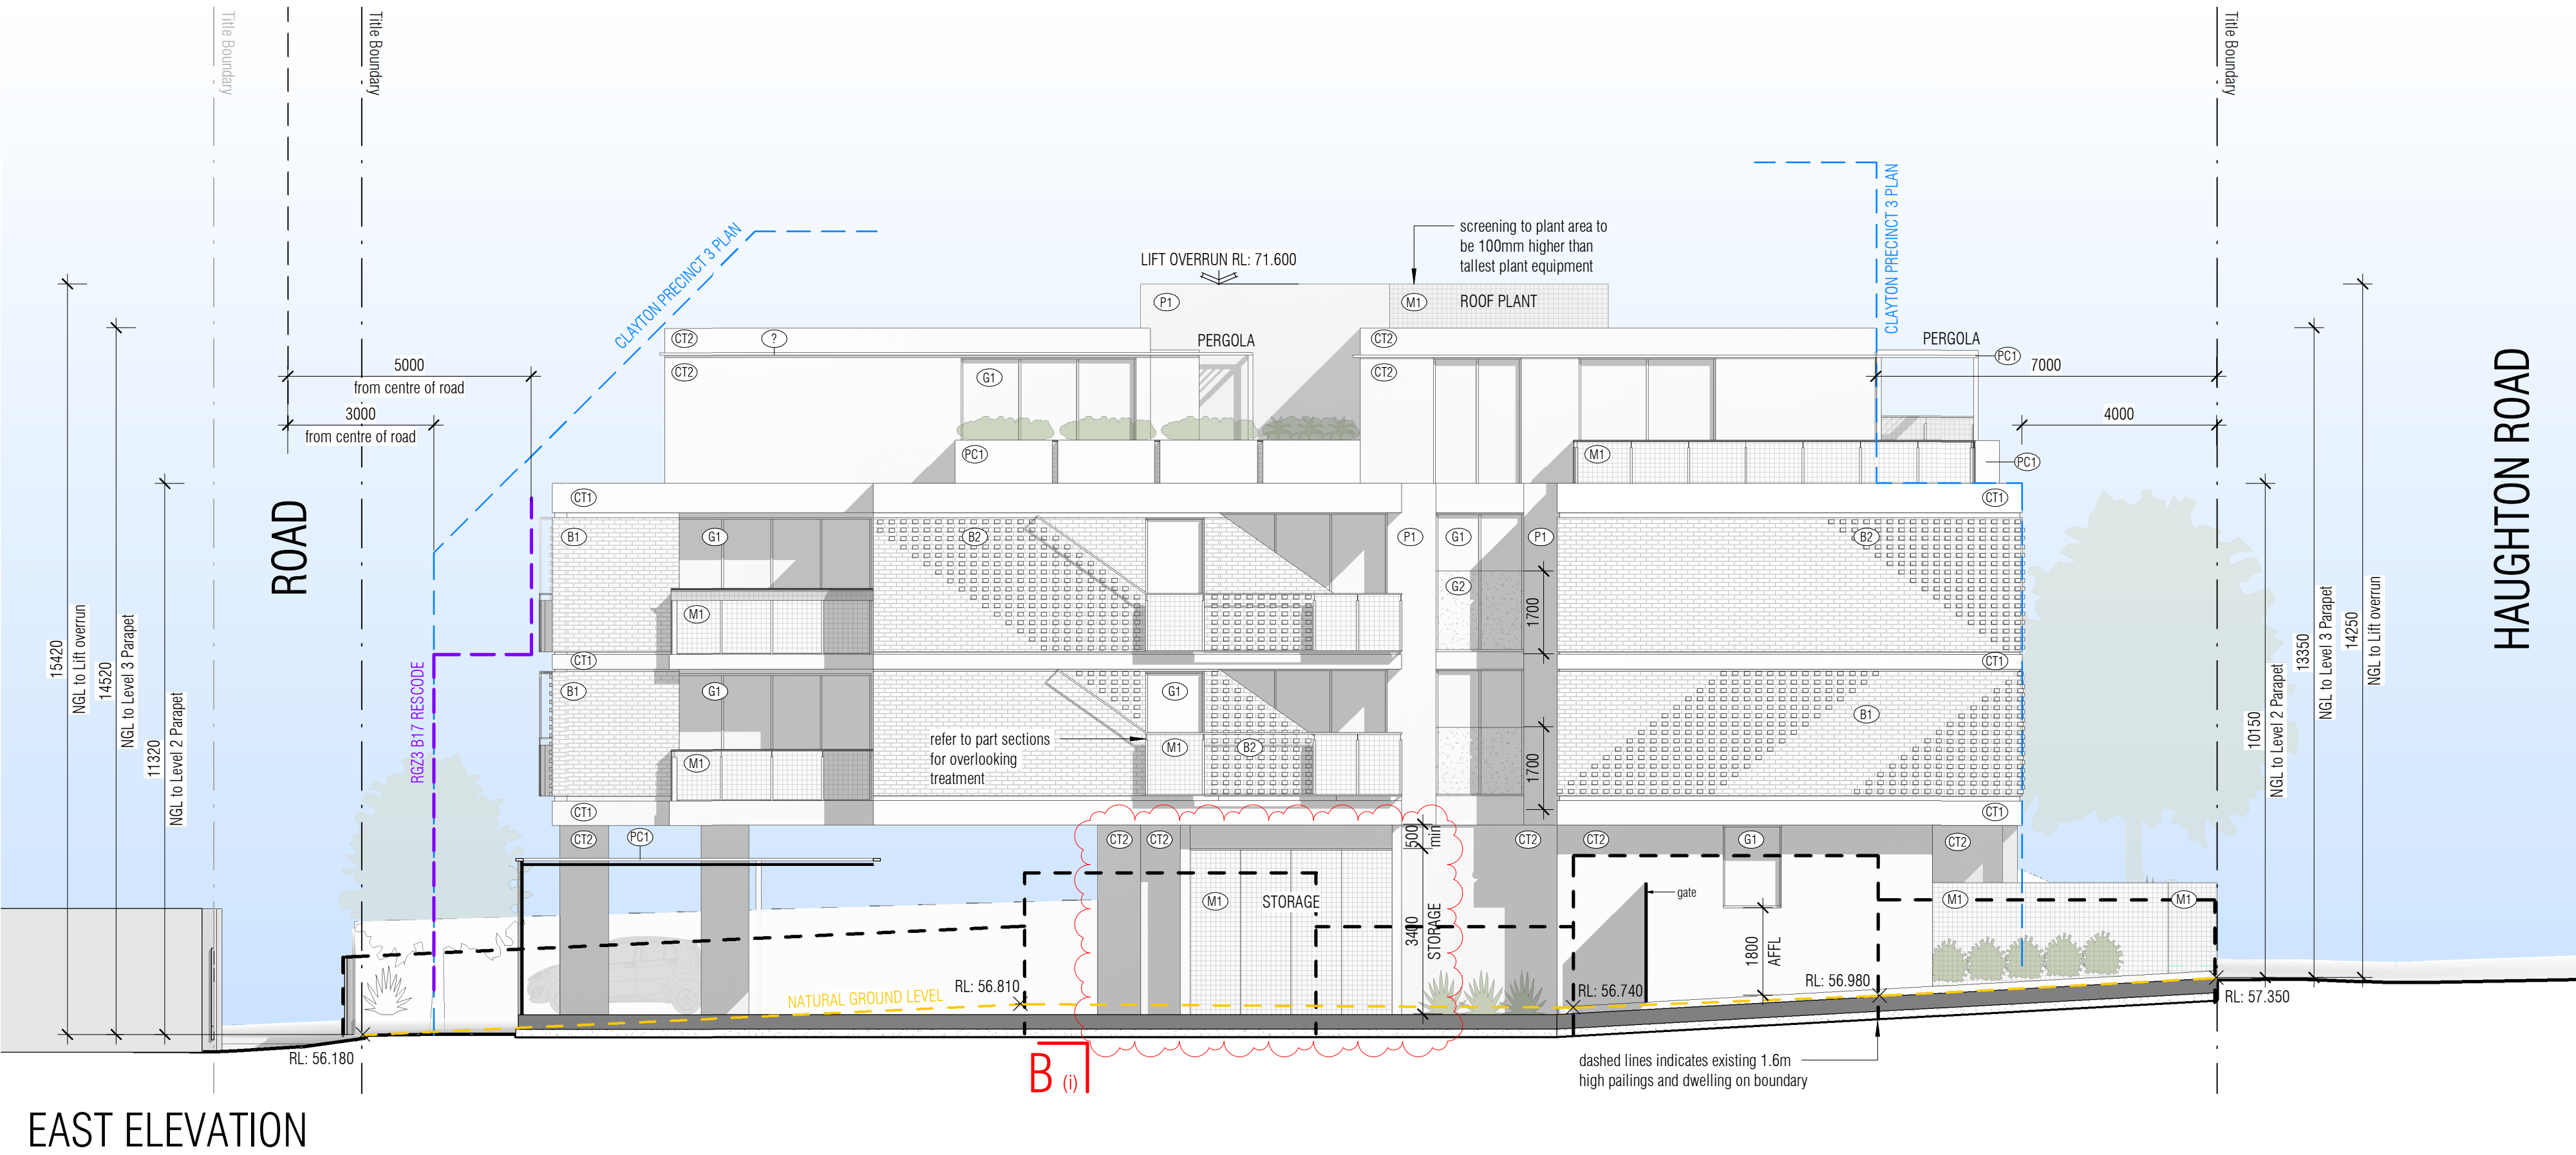 Title Boundary
Title Boundary
Title Boundary
CLAYTON PRECINCT 3 PLAN
CLAYTON PRECINCT 3 PLAN
screening to plant area to
be 100mm higher than
tallest plant equipment
LIFT OVERRUN RL: 71.600
P1
M1
ROOF PLANT
CT2
?
PERGOLA
CT2
PERGOLA
PC1
5000
from centre of road
7000
CT2
G1
CT2
3000
from centre of road
4000
PC1
M1
PC1
CT1
CT1
ROAD
HAUGHTON ROAD
B1
G1
B2
P1
G1
P1
B2
G2
1700
M1
CT1
CT1
15420
NGL to Lift overrun
14520
NGL to Level 3 Parapet
11320
NGL to Level 2 Parapet
10150
NGL to Level 2 Parapet
13350
NGL to Level 3 Parapet
14250
NGL to Lift overrun
RGZ3 B17 RESCODE
B1
G1
G1
B1
refer to part sections
for overlooking
treatment
M1
B2
M1
1700
CT1
CT1
CT2
PC1
CT2
CT2
500
min
CT2
CT2
G1
CT2
gate
M1
STORAGE
3400
STORAGE
M1
M1
1800
AFFL
NATURAL GROUND LEVEL
RL: 56.810
RL: 56.740
RL: 56.980
RL: 57.350
RL: 56.180
B (i)
dashed lines indicates existing 1.6m
high pailings and dwelling on boundary
EAST ELEVATION